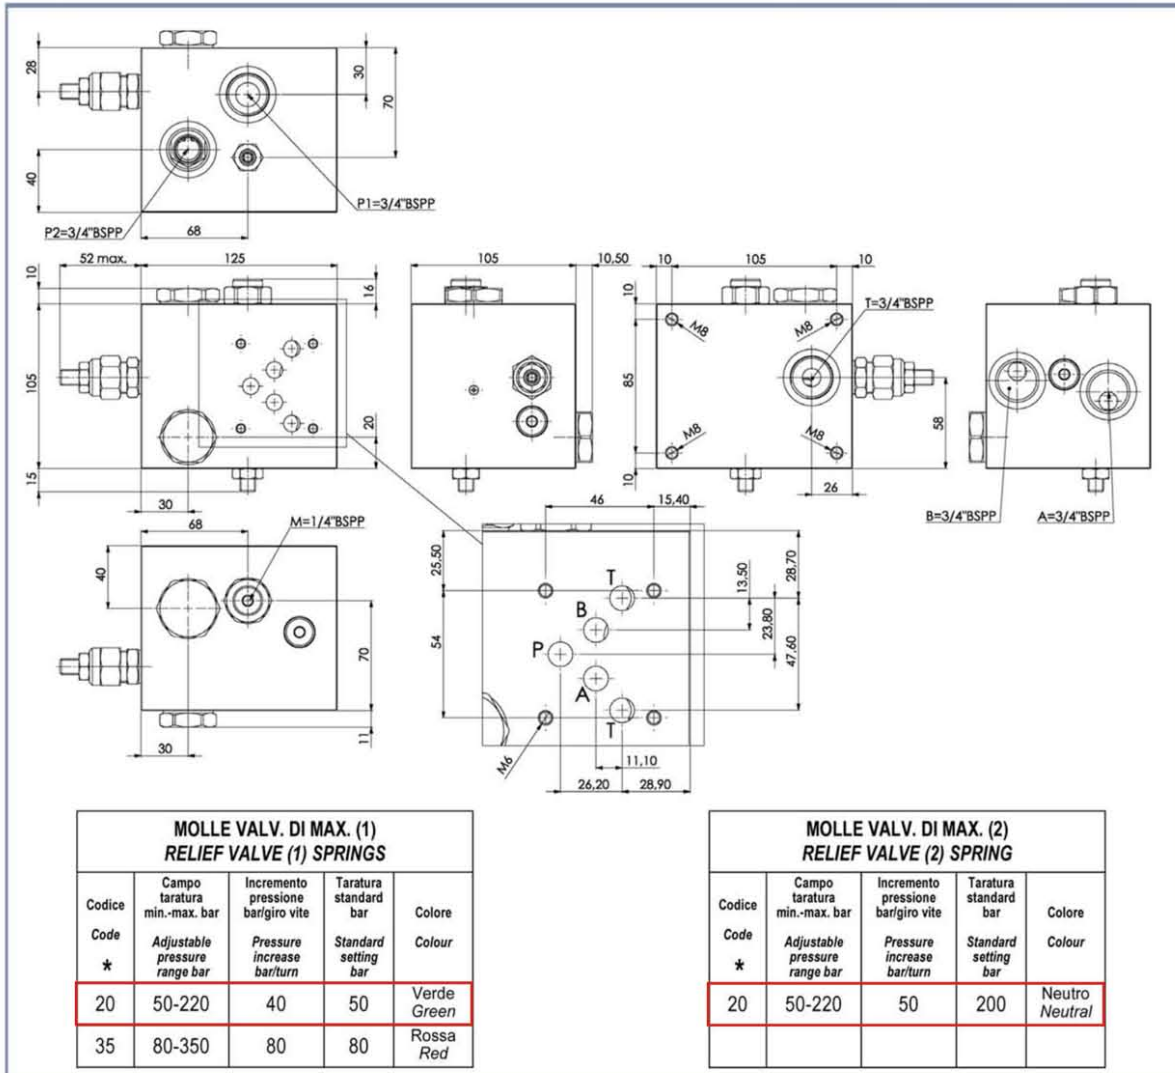 28
30
70
40
P1=3/4"BSPP
P2=3/4"BSPP
68
52 max.
125
10
16
105
20
15
30
105
10,50
10
105
10
10
T=3/4"BSPP
M8
M8
85
58
M8
M8
10
26
B=3/4"BSPP
A=3/4"BSPP
68
M=1/4"BSPP
40
70
30
11
46
15,40
25,50
13,50
28,70
T
B
23,80
54
P
47,60
A
T
M6
11,10
26,20
28,90
MOLLE VALV. DI MAX. (1)
RELIEF VALVE (1) SPRINGS
Codice
Code
*
Campo
taratura
min.-max. bar
Adjustable
pressure
range bar
Incremento
pressione
bar/giro vite
Pressure
increase
bar/turn
Taratura
standard
bar
Standard
setting
bar
Colore
Colour
20 50-220 40 50 Verde
Green
35 80-350 80 80 Rossa
Red
MOLLE VALV. DI MAX. (2)
RELIEF VALVE (2) SPRING
Codice
Code
*
Campo
taratura
min.-max. bar
Adjustable
pressure
range bar
Incremento
pressione
bar/giro vite
Pressure
increase
bar/turn
Taratura
standard
bar
Standard
setting
bar
Colore
Colour
20 50-220 50 200 Neutro
Neutral